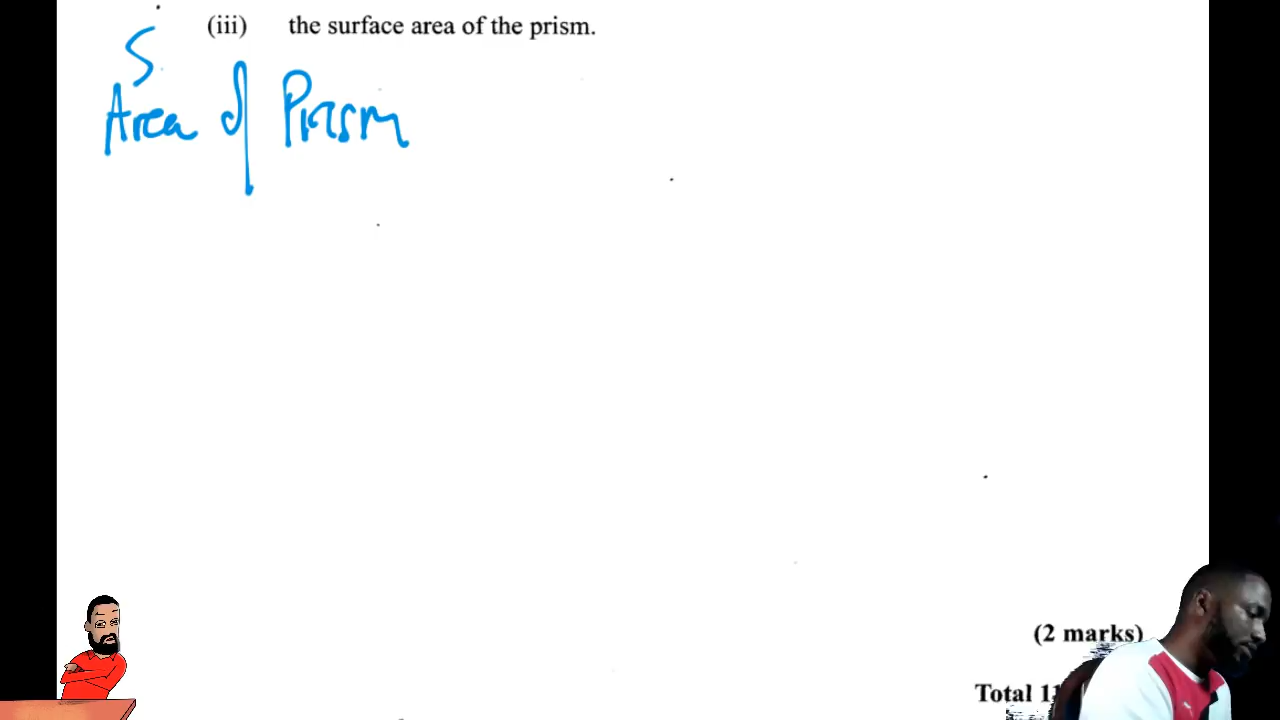 (iii) the surface area of the prism.
S
Area of Prism
(2 marks)
Total